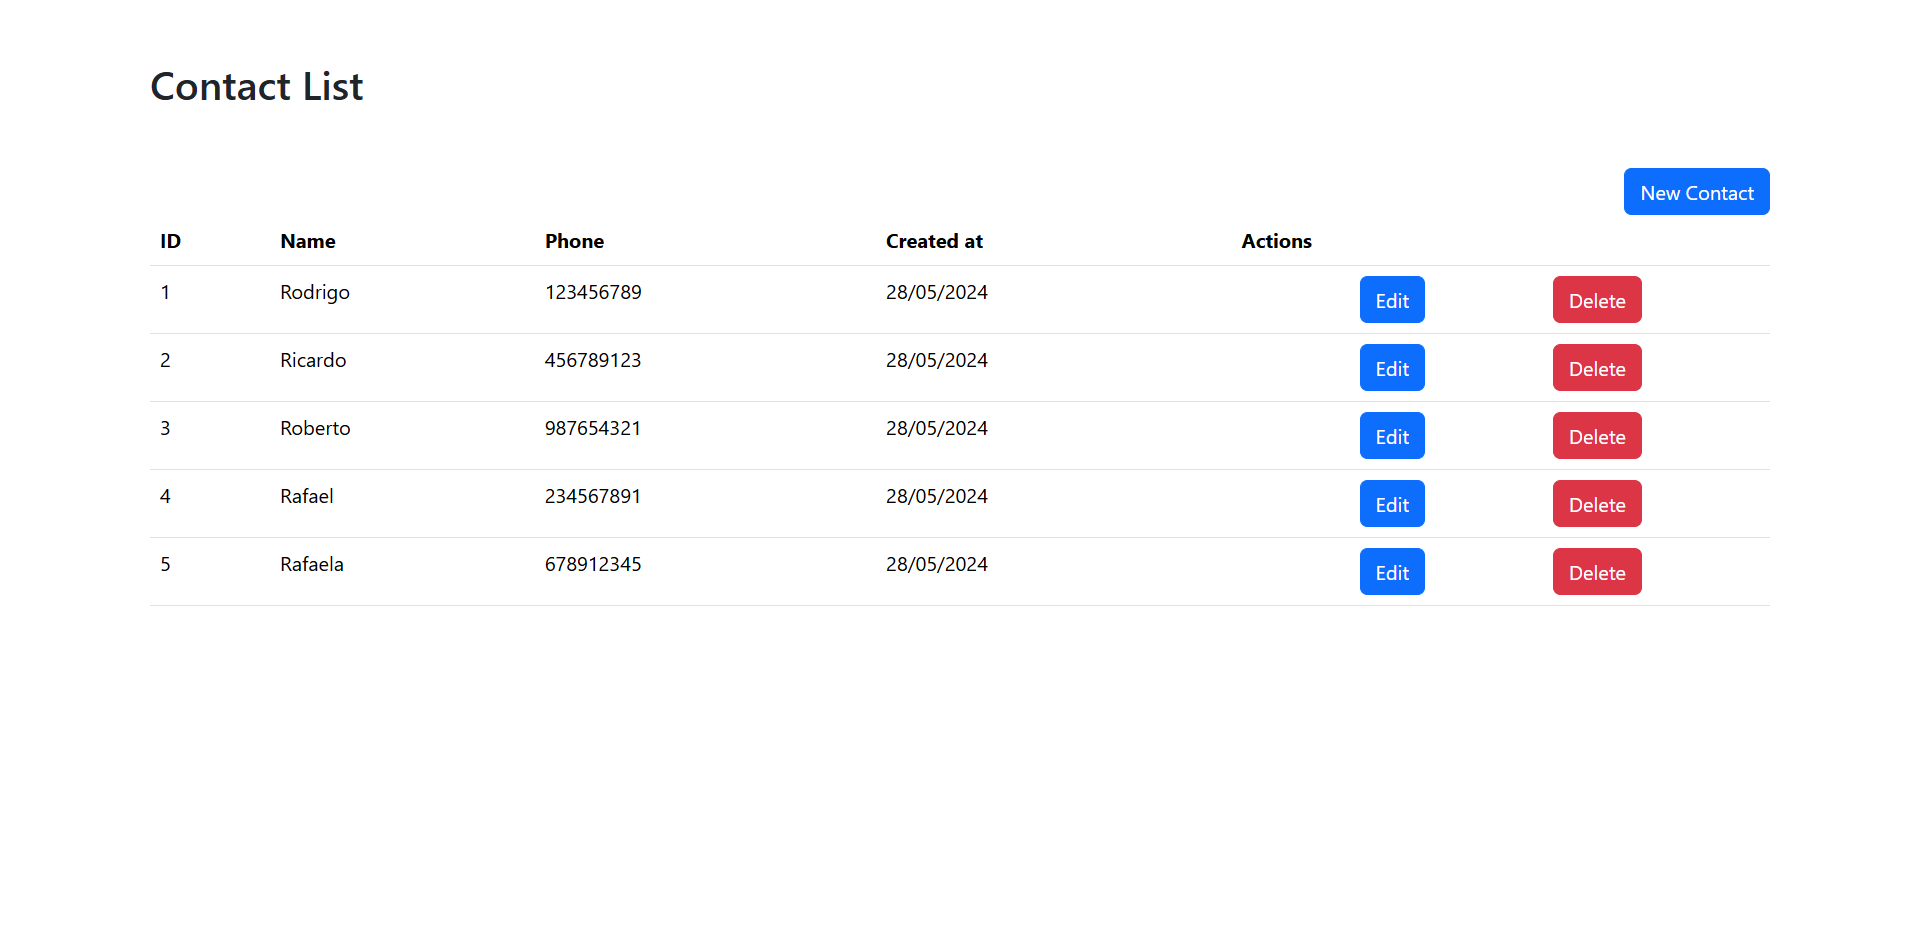 Contact List
New Contact
ID Name Phone Created at Actions
1 Rodrigo 123456789 28/05/2024 Edit Delete
2 Ricardo 456789123 28/05/2024 Edit Delete
3 Roberto 987654321 28/05/2024 Edit Delete
4 Rafael 234567891 28/05/2024 Edit Delete
5 Rafaela 678912345 28/05/2024 Edit Delete